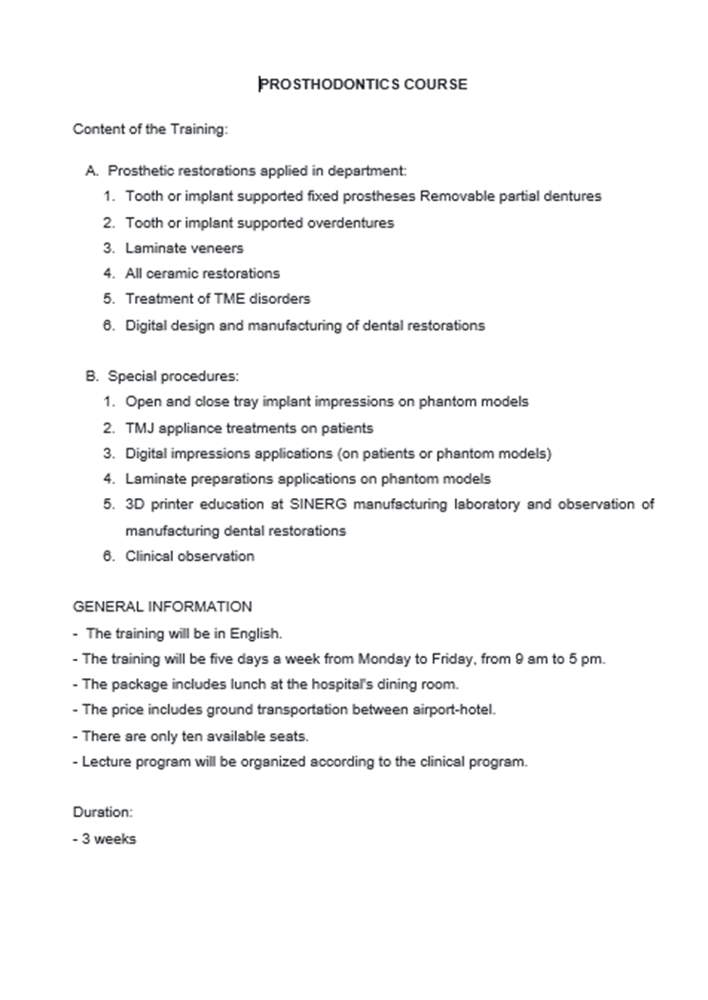 PROSTHODONTICS COURSE
Content of the Training:
A. Prosthetic restorations applied in department:
1. Tooth or implant supported fixed prostheses Removable partial dentures
2. Tooth or implant supported overdentures
3. Laminate veneers
4. All ceramic restorations
5. Treatment of TME disorders
6. Digital design and manufacturing of dental restorations
B. Special procedures:
1. Open and close tray implant impressions on phantom models
2. TMJ appliance treatments on patients
3. Digital impressions applications (on patients or phantom models)
4. Laminate preparations applications on phantom models
5. 3D printer education at SINERG manufacturing laboratory and observation of
manufacturing dental restorations
6. Clinical observation
GENERAL INFORMATION
- The training will be in English.
- The training will be five days a week from Monday to Friday, from 9 am to 5 pm.
- The package includes lunch at the hospital's dining room.
- The price includes ground transportation between airport-hotel.
- There are only ten available seats.
- Lecture program will be organized according to the clinical program.
Duration:
- 3 weeks